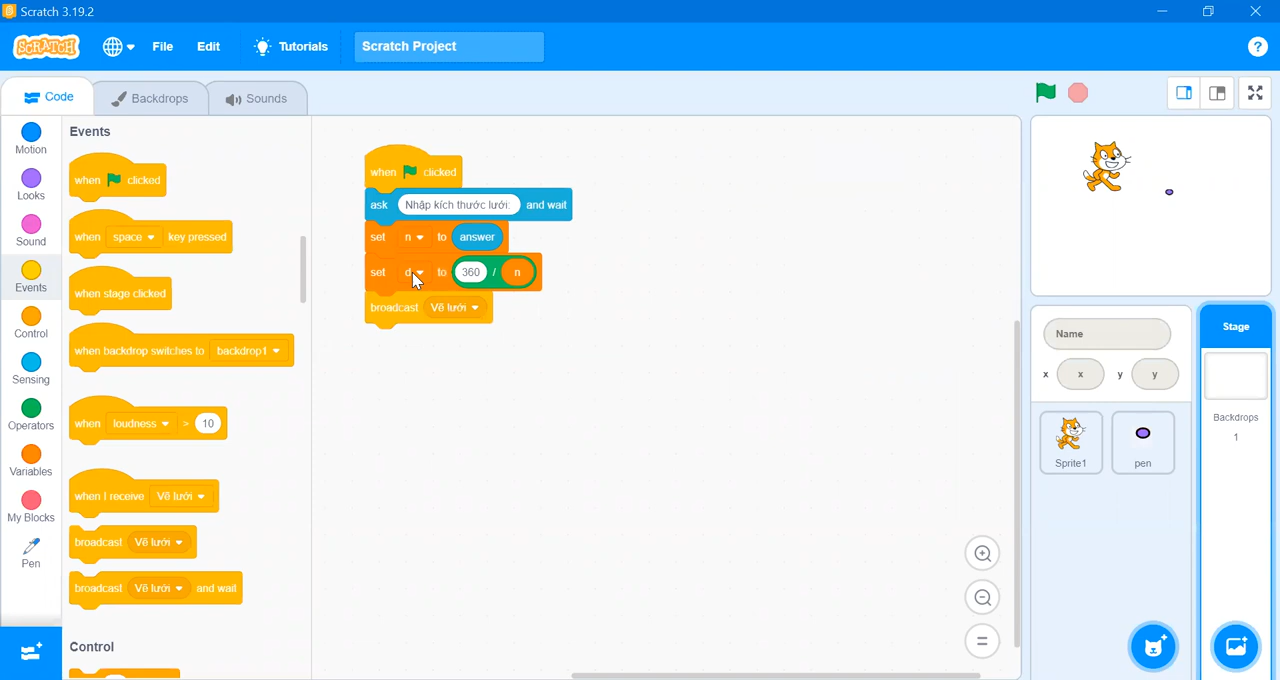 Scratch 3.19.2
SCRATCH
File
Edit
Tutorials
Scratch Project
?
Code
Backdrops
Sounds
Motion
Looks
Sound
Events
Control
Sensing
Operators
Variables
My Blocks
Pen
Events
when clicked
when space key pressed
when stage clicked
when backdrop switches to backdrop1
when loudness > 10
when I receive Vẽ lưới
broadcast Vẽ lưới
broadcast Vẽ lưới and wait
Control
when clicked
ask Nhập kích thước lưới: and wait
set n to answer
set d to 360 / n
broadcast Vẽ lưới
Name
x x y y
Sprite1
pen
Stage
Backdrops
1